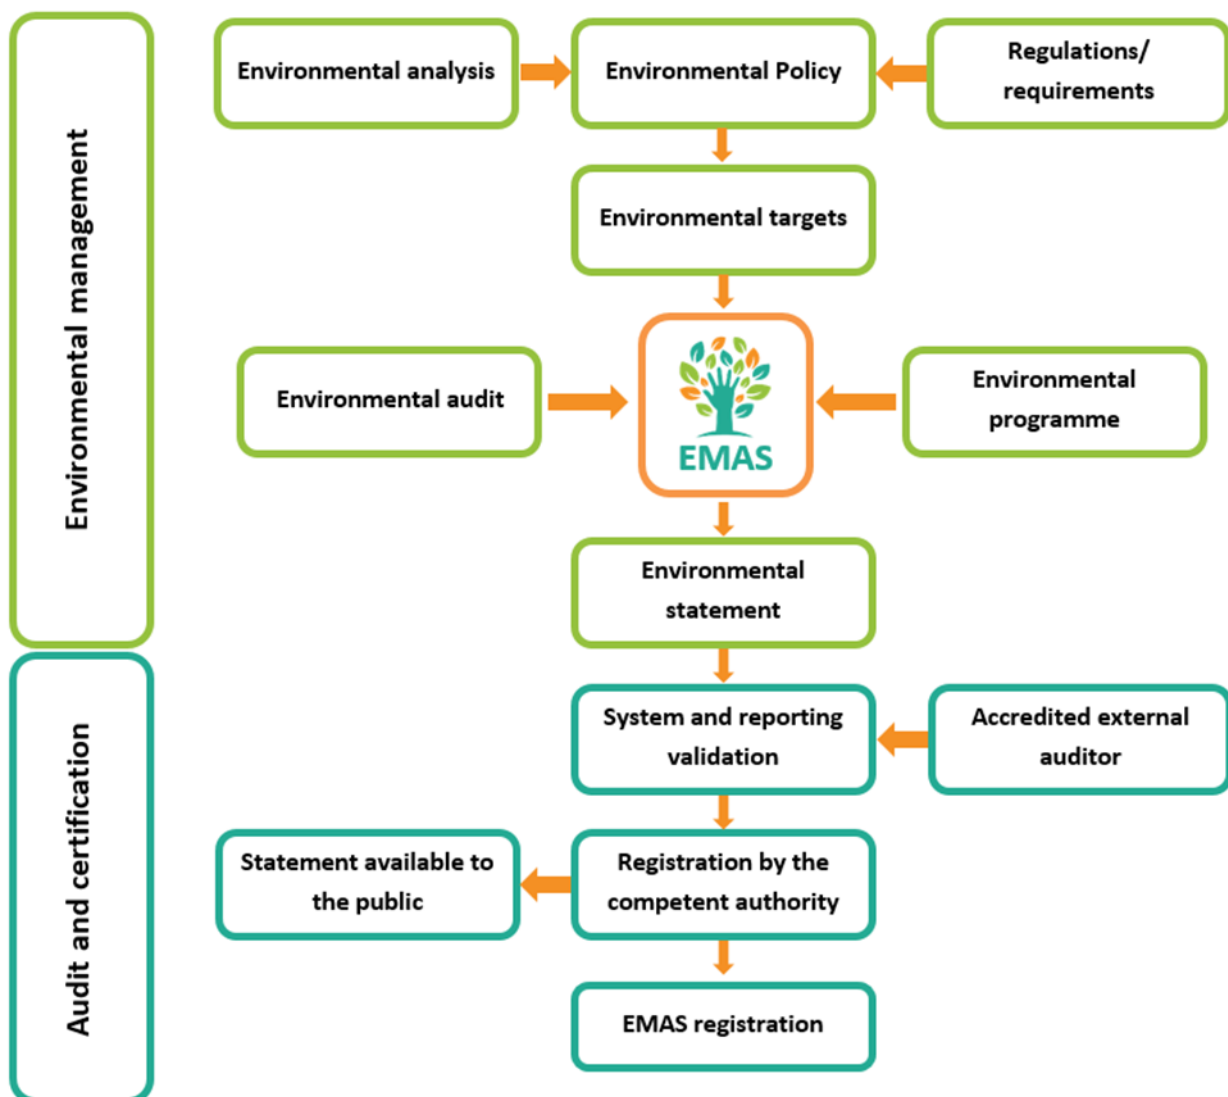 Environmental management
Environmental analysis
Environmental Policy
Regulations/
requirements
Environmental targets
Environmental audit
EMAS
Environmental
programme
Environmental
statement
Audit and certification
System and reporting
validation
Accredited external
auditor
Statement available to
the public
Registration by the
competent authority
EMAS registration